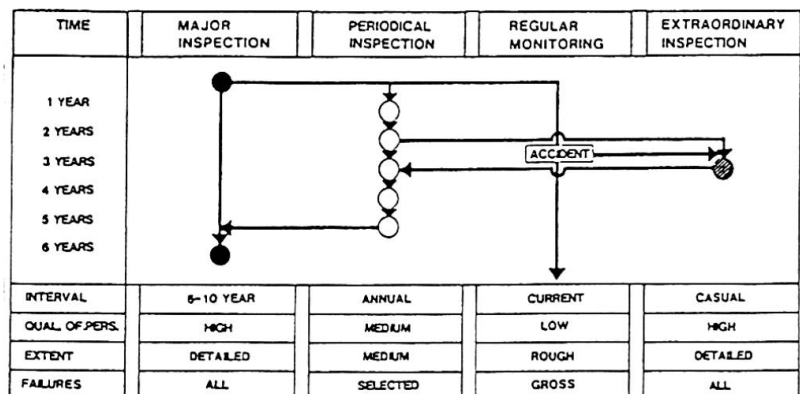 TIME MAJOR INSPECTION PERIODICAL INSPECTION REGULAR MONITORING EXTRAORDINARY INSPECTION
1 YEAR
2 YEARS
ACCIDENT
3 YEARS
4 YEARS
5 YEARS
6 YEARS
INTERVAL 6-10 YEAR ANNUAL CURRENT CASUAL
QUAL. OF.PERS. HIGH MEDIUM LOW HIGH
EXTENT DETAILED MEDIUM ROUGH DETAILED
FAILURES ALL SELECTED GROSS ALL